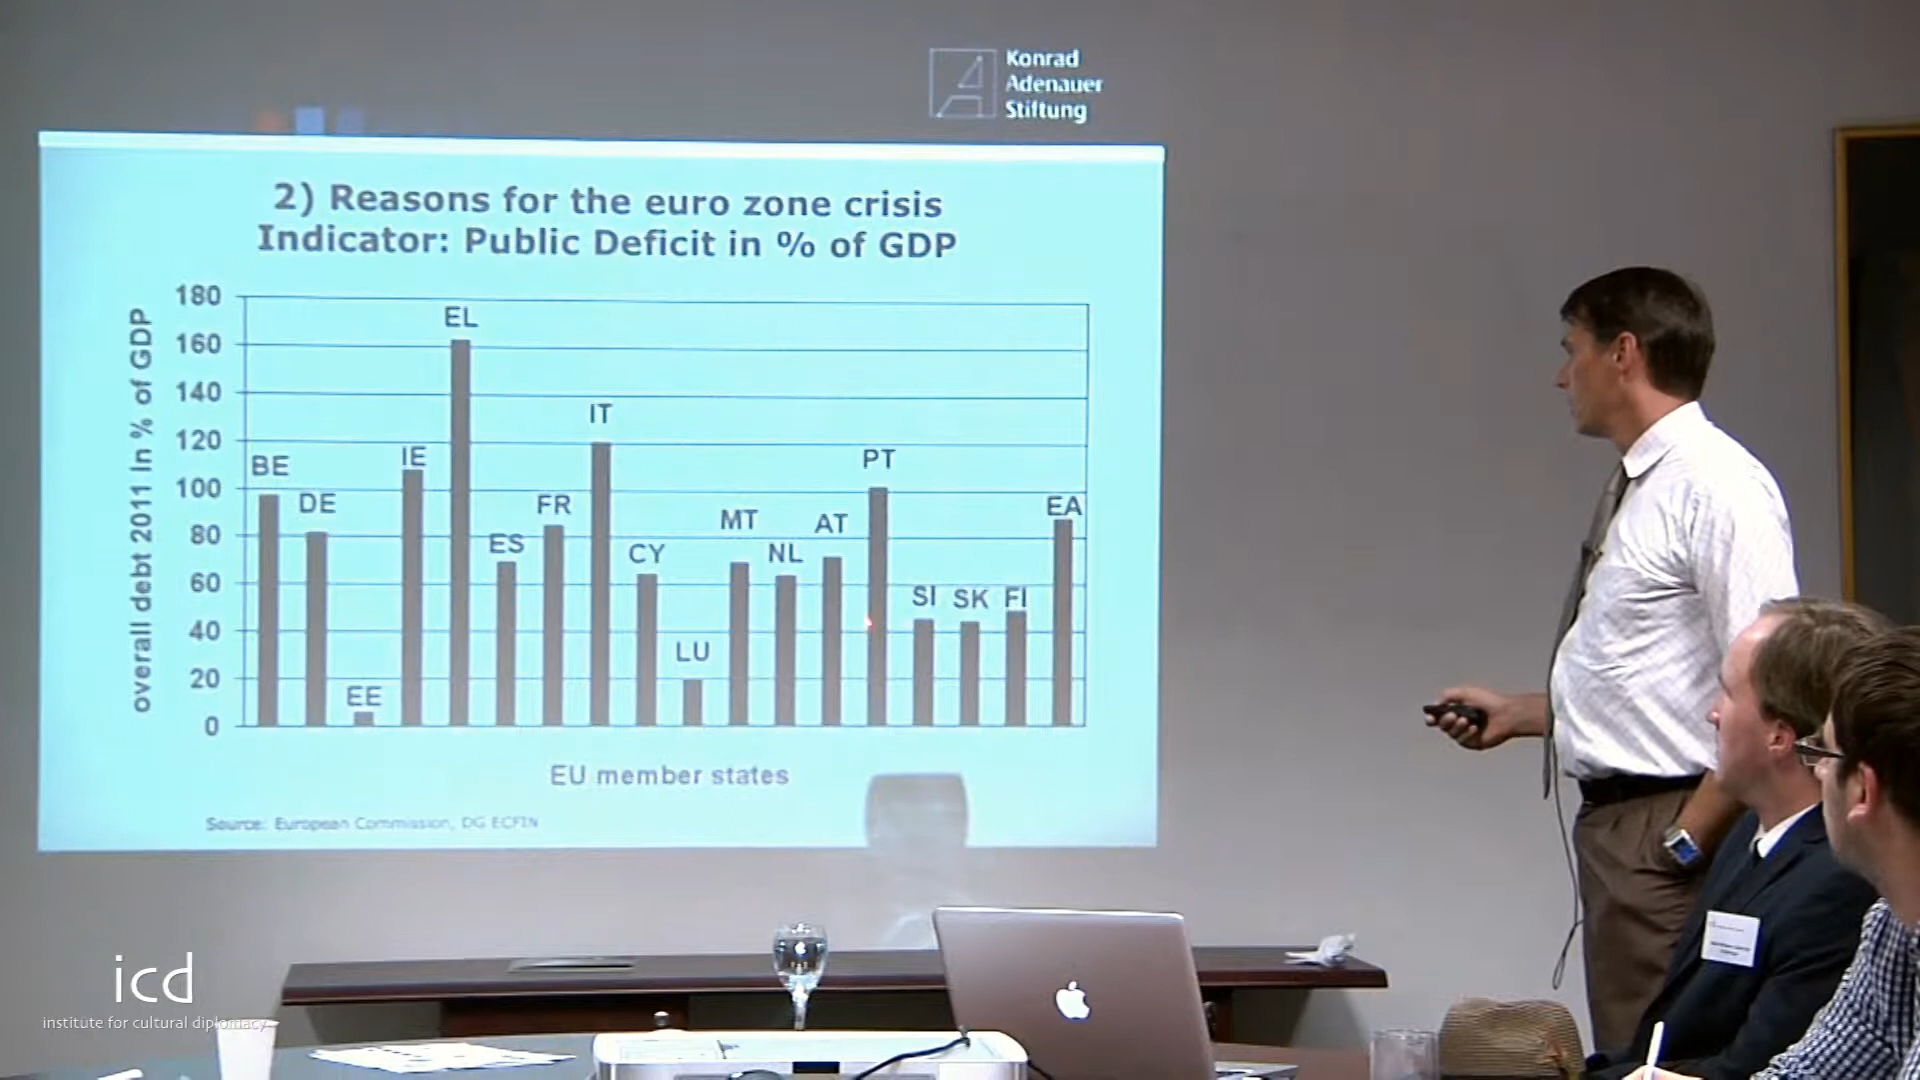 Konrad
Adenauer
Stiftung
2) Reasons for the euro zone crisis
Indicator: Public Deficit in % of GDP
overall debt 2011 in % of GDP
180
160
140
120
100
80
60
40
20
0
BE
DE
EE
IE
EL
ES
FR
IT
CY
LU
MT
NL
AT
PT
SI
SK
FI
EA
EU member states
Source: European Commission, DG ECFIN
icd
institute for cultural diplomacy